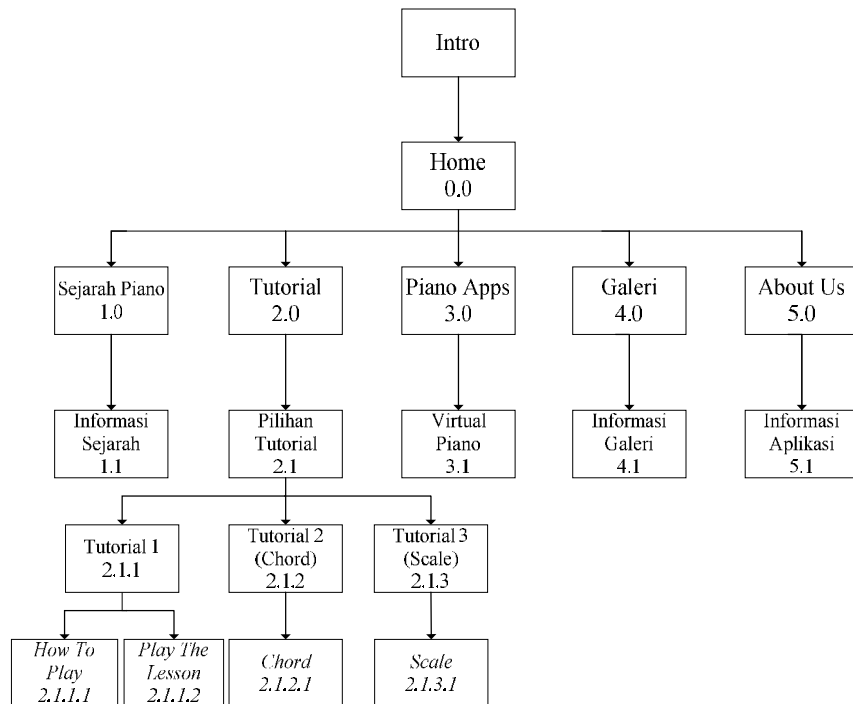 Intro
Home
0.0
Sejarah Piano
1.0
Tutorial
2.0
Piano Apps
3.0
Galeri
4.0
About Us
5.0
Informasi
Sejarah
1.1
Pilihan
Tutorial
2.1
Virtual
Piano
3.1
Informasi
Galeri
4.1
Informasi
Aplikasi
5.1
Tutorial 1
2.1.1
Tutorial 2
(Chord)
2.1.2
Tutorial 3
(Scale)
2.1.3
How To
Play
2.1.1.1
Play The
Lesson
2.1.1.2
Chord
2.1.2.1
Scale
2.1.3.1